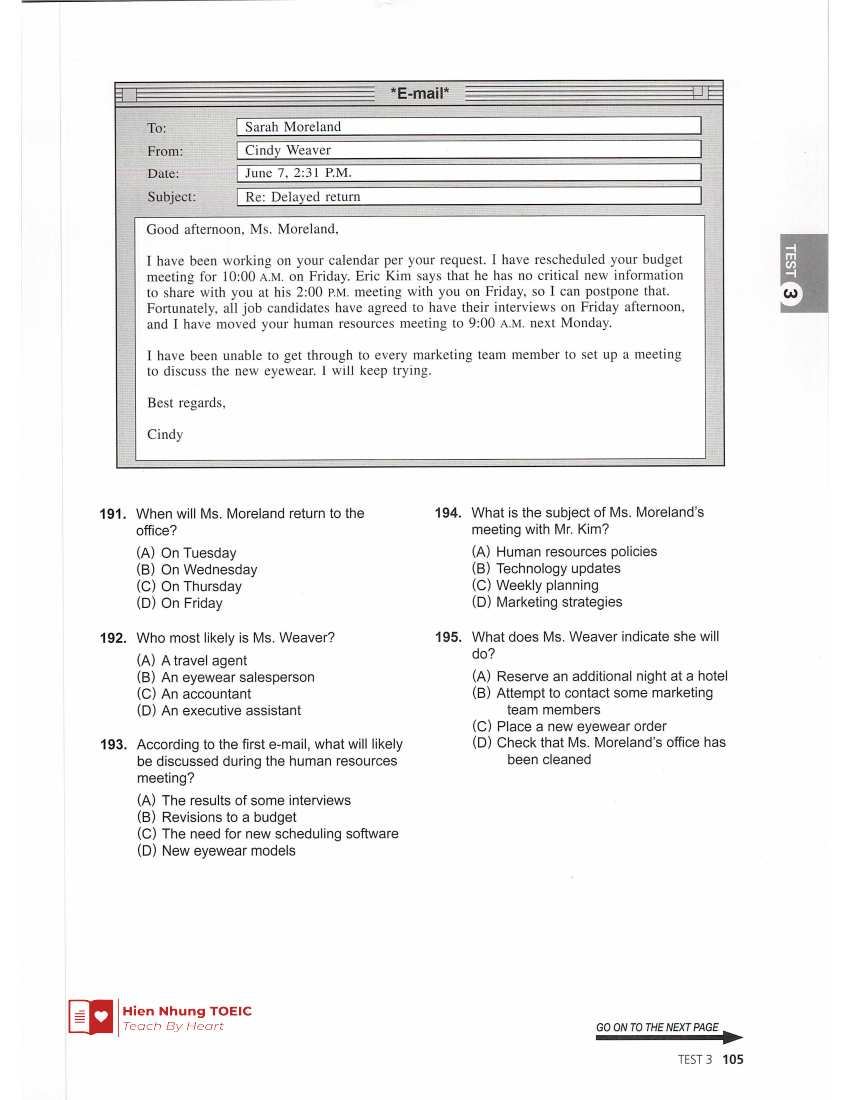 *E-mail*
To: Sarah Moreland
From: Cindy Weaver
Date: June 7, 2:31 P.M.
Subject: Re: Delayed return
Good afternoon, Ms. Moreland,
I have been working on your calendar per your request. I have rescheduled your budget
meeting for 10:00 A.M. on Friday. Eric Kim says that he has no critical new information
to share with you at his 2:00 P.M. meeting with you on Friday, so I can postpone that.
Fortunately, all job candidates have agreed to have their interviews on Friday afternoon,
and I have moved your human resources meeting to 9:00 A.M. next Monday.
I have been unable to get through to every marketing team member to set up a meeting
to discuss the new eyewear. I will keep trying.
Best regards,
Cindy
TEST 3
191. When will Ms. Moreland return to the
office?
(A) On Tuesday
(B) On Wednesday
(C) On Thursday
(D) On Friday
192. Who most likely is Ms. Weaver?
(A) A travel agent
(B) An eyewear salesperson
(C) An accountant
(D) An executive assistant
193. According to the first e-mail, what will likely
be discussed during the human resources
meeting?
(A) The results of some interviews
(B) Revisions to a budget
(C) The need for new scheduling software
(D) New eyewear models
194. What is the subject of Ms. Moreland's
meeting with Mr. Kim?
(A) Human resources policies
(B) Technology updates
(C) Weekly planning
(D) Marketing strategies
195. What does Ms. Weaver indicate she will
do?
(A) Reserve an additional night at a hotel
(B) Attempt to contact some marketing
team members
(C) Place a new eyewear order
(D) Check that Ms. Moreland's office has
been cleaned
Hien Nhung TOEIC
Teach By Heart
GO ON TO THE NEXT PAGE
TEST 3 105